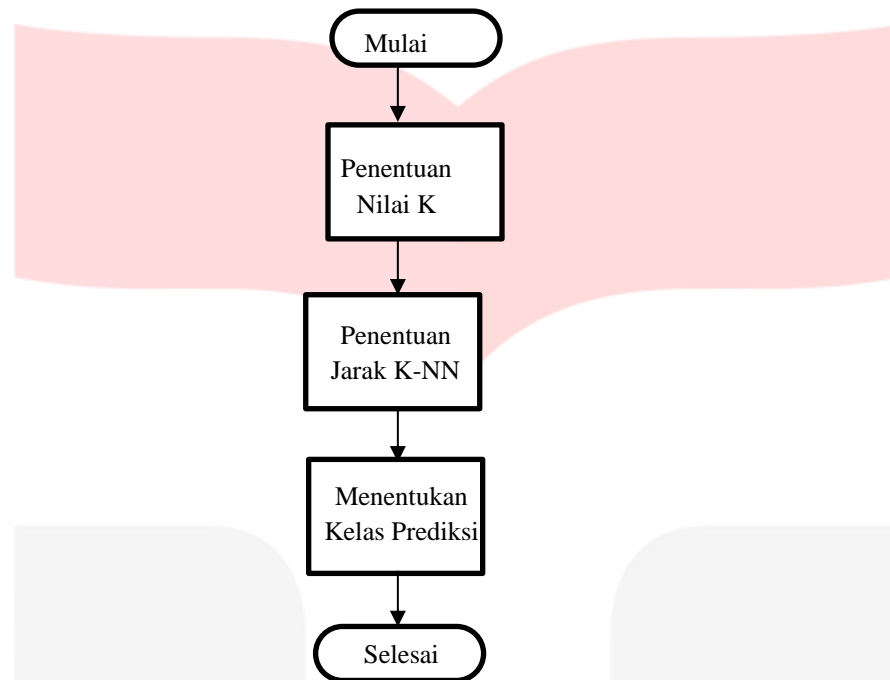 Mulai
Penentuan
Nilai K
Penentuan
Jarak K-NN
Menentukan
Kelas Prediksi
Selesai